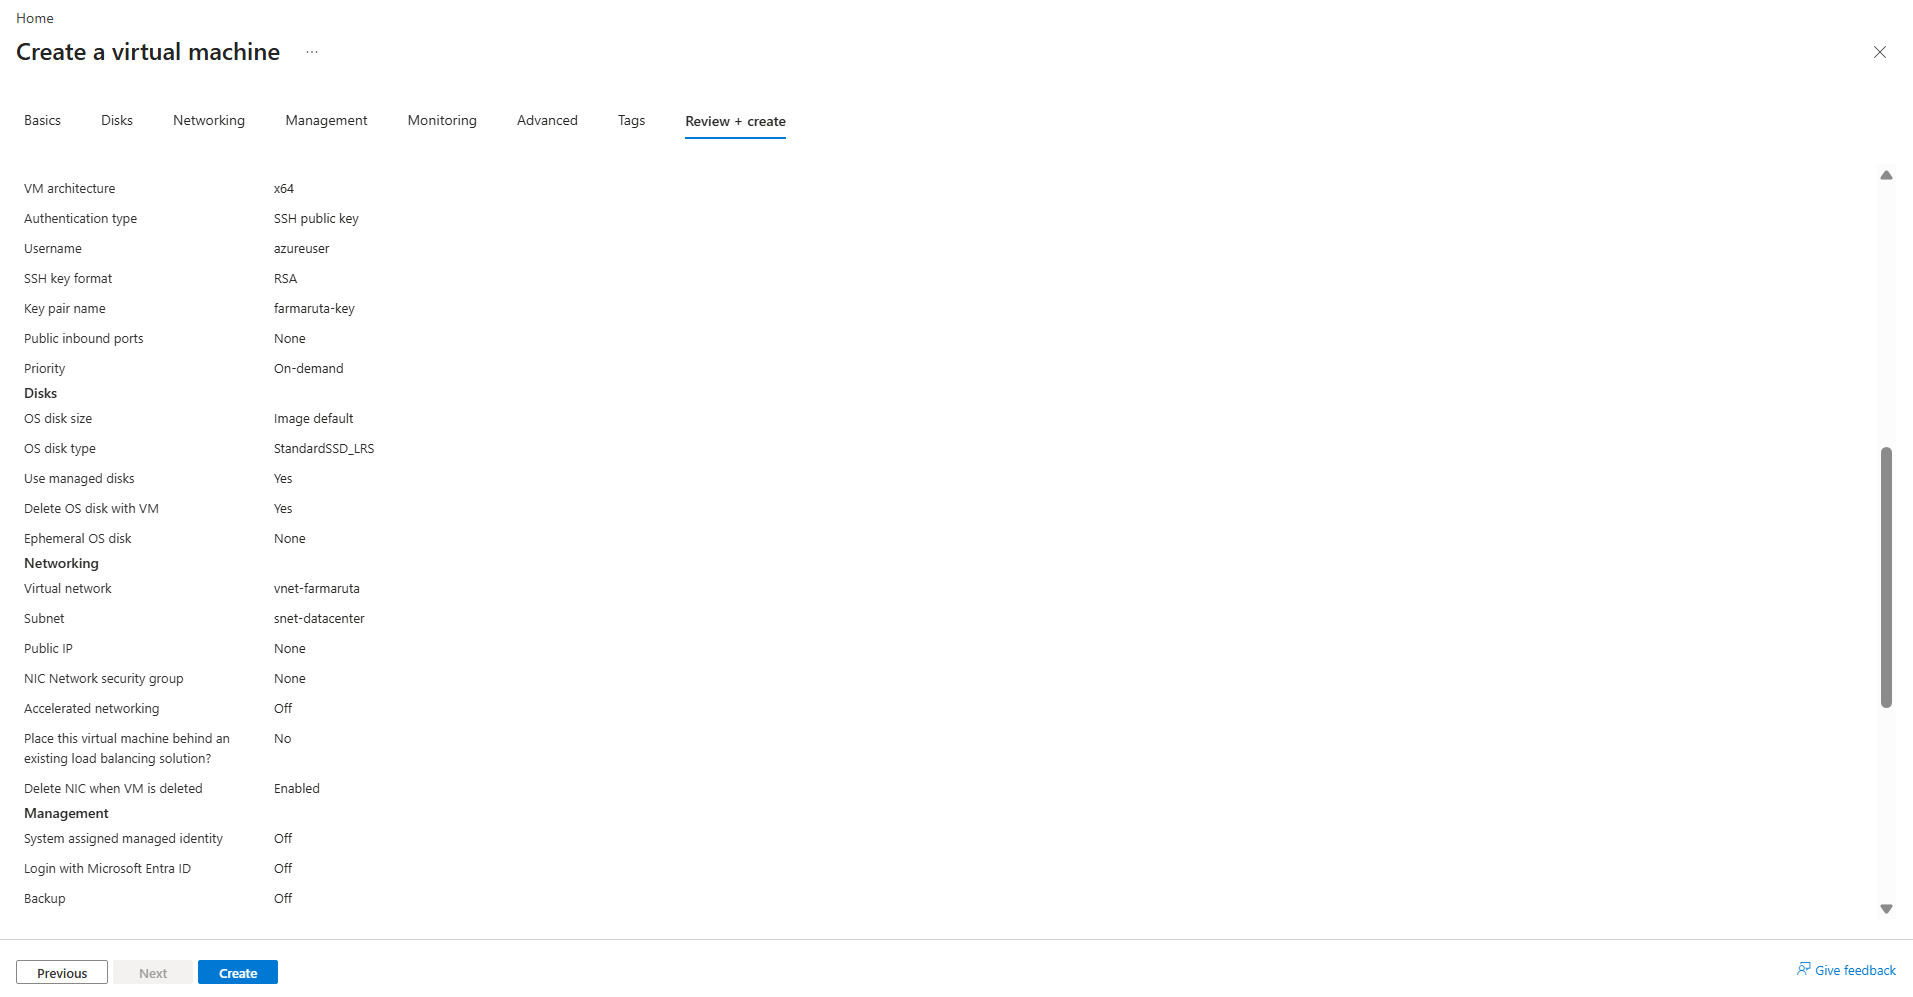 Home
Create a virtual machine ...
Basics Disks Networking Management Monitoring Advanced Tags Review + create
VM architecture x64
Authentication type SSH public key
Username azureuser
SSH key format RSA
Key pair name farmaruta-key
Public inbound ports None
Priority On-demand
Disks
OS disk size Image default
OS disk type StandardSSD_LRS
Use managed disks Yes
Delete OS disk with VM Yes
Ephemeral OS disk None
Networking
Virtual network vnet-farmaruta
Subnet snet-datacenter
Public IP None
NIC Network security group None
Accelerated networking Off
Place this virtual machine behind an No
existing load balancing solution?
Delete NIC when VM is deleted Enabled
Management
System assigned managed identity Off
Login with Microsoft Entra ID Off
Backup Off
Previous Next Create Give feedback